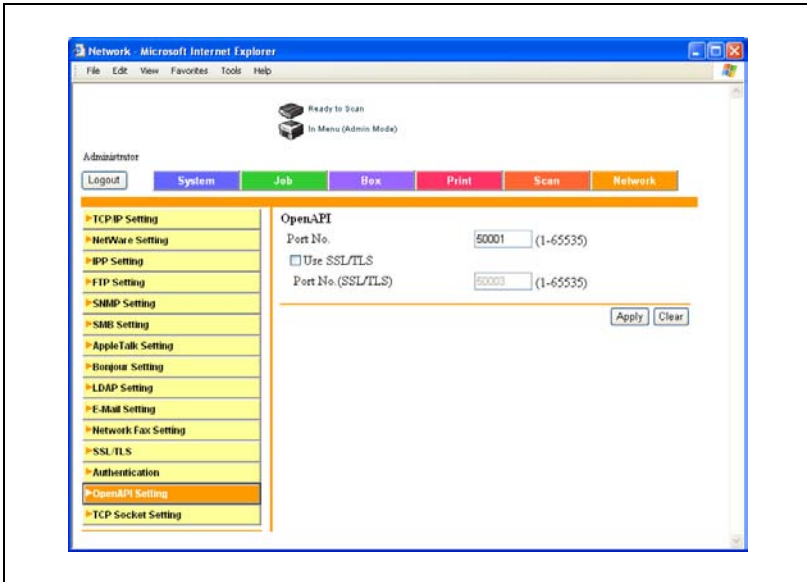 Network - Microsoft Internet Explorer
File Edit View Favorites Tools Help
Ready to Scan
In Menu (Admin Mode)
Administrator
Logout System Job Box Print Scan Network
TCP/IP Setting
NetWare Setting
IPP Setting
FTP Setting
SNMP Setting
SMB Setting
AppleTalk Setting
Bonjour Setting
LDAP Setting
E-Mail Setting
Network Fax Setting
SSL/TLS
Authentication
OpenAPI Setting
TCP Socket Setting
OpenAPI
Port No. 50001 (1-65535)
Use SSL/TLS
Port No.(SSL/TLS) 50003 (1-65535)
Apply Clear